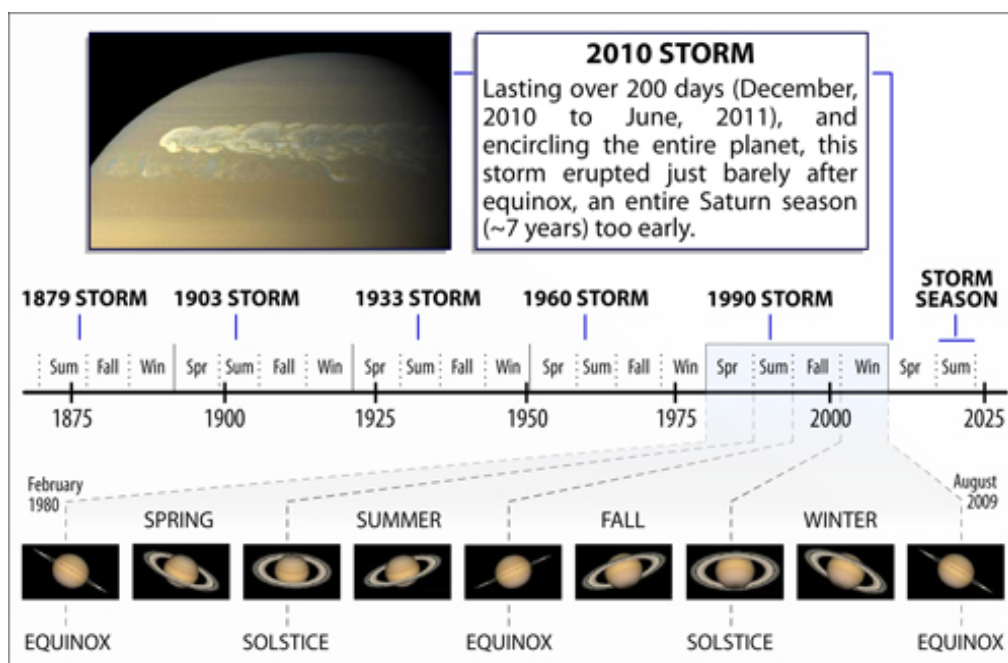 2010 STORM
Lasting over 200 days (December,
2010 to June, 2011), and
encircling the entire planet, this
storm erupted just barely after
equinox, an entire Saturn season
(~7 years) too early.
1879 STORM 1903 STORM 1933 STORM 1960 STORM 1990 STORM STORM SEASON
Sum Fall Win Spr Sum Fall Win Spr Sum Fall Win Spr Sum Fall Win Spr Sum Fall Win Spr Sum
1875 1900 1925 1950 1975 2000 2025
February
1980
August
2009
SPRING SUMMER FALL WINTER
EQUINOX SOLSTICE EQUINOX SOLSTICE EQUINOX